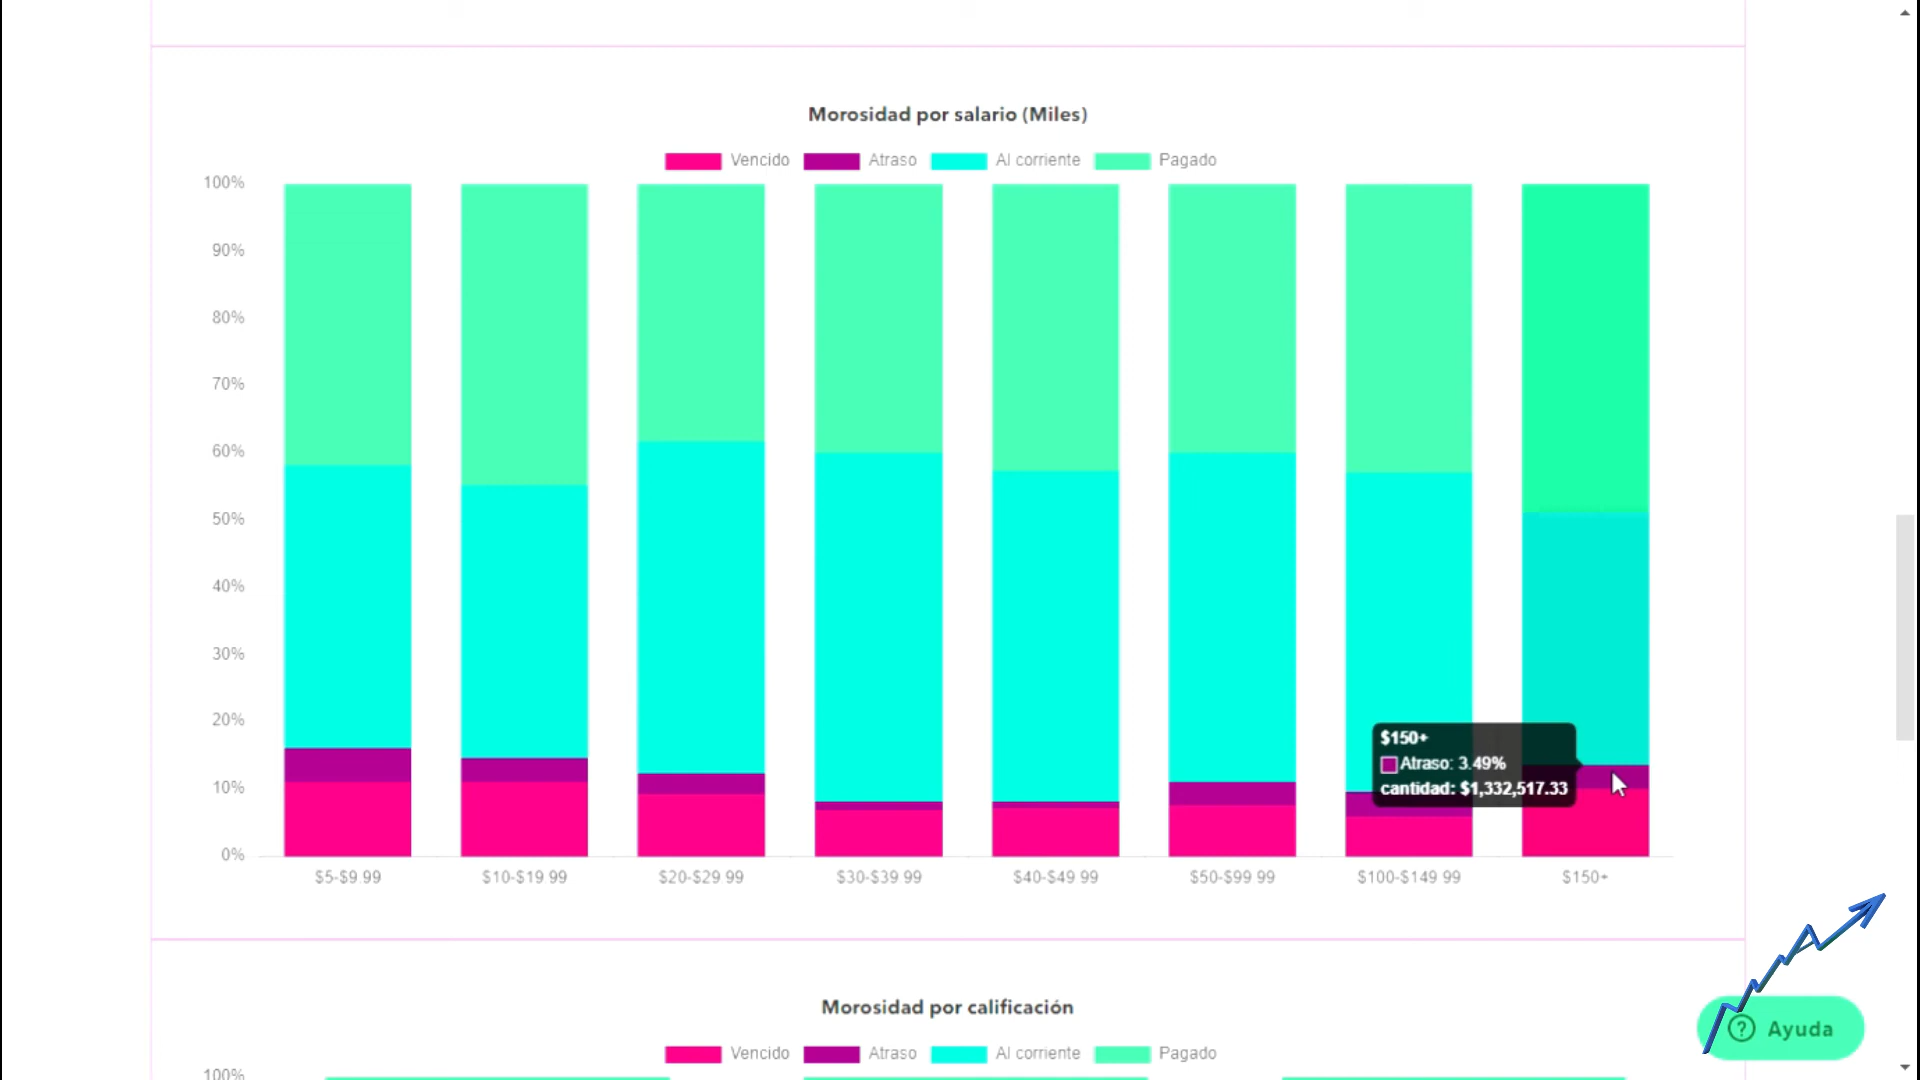 Morosidad por salario (Miles)
Vencido Atraso Al corriente Pagado
100%
90%
80%
70%
60%
50%
40%
30%
20%
10%
0%
$150+
Atraso: 3.49%
cantidad: $1,332,517.33
$5-$9.99 $10-$19.99 $20-$29.99 $30-$39.99 $40-$49.99 $50-$99.99 $100-$149.99 $150+
Morosidad por calificación
Vencido Atraso Al corriente Pagado
100%
? Ayuda